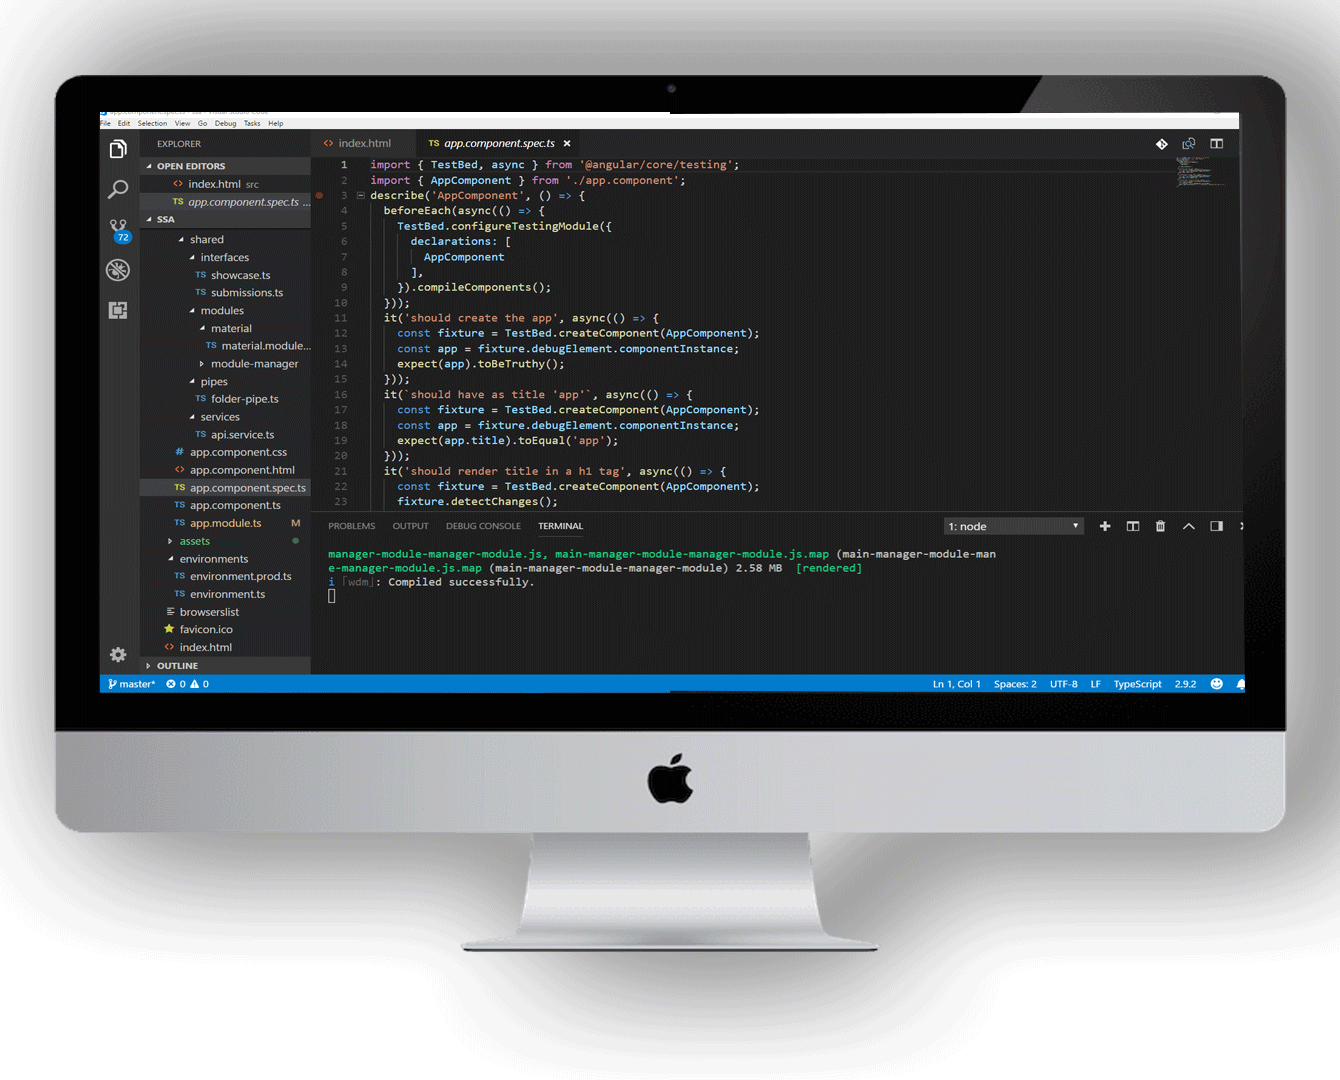 File Edit Selection View Go Debug Tasks Help
EXPLORER
OPEN EDITORS
index.html src
app.component.spec.ts ...
SSA
72
shared
interfaces
TS showcase.ts
TS submissions.ts
modules
material
TS material.module...
module-manager
pipes
TS folder-pipe.ts
services
TS api.service.ts
# app.component.css
<> app.component.html
TS app.component.spec.ts
TS app.component.ts
TS app.module.ts M
assets
environments
TS environment.prod.ts
TS environment.ts
browserslist
favicon.ico
<> index.html
OUTLINE
<> index.html TS app.component.spec.ts ×
1 import { TestBed, async } from '@angular/core/testing';
2 import { AppComponent } from './app.component';
3 describe('AppComponent', () => {
4 beforeEach(async(() => {
5 TestBed.configureTestingModule({
6 declarations: [
7 AppComponent
8 ],
9 }).compileComponents();
10 }));
11 it('should create the app', async(() => {
12 const fixture = TestBed.createComponent(AppComponent);
13 const app = fixture.debugElement.componentInstance;
14 expect(app).toBeTruthy();
15 }));
16 it(`should have as title 'app'`, async(() => {
17 const fixture = TestBed.createComponent(AppComponent);
18 const app = fixture.debugElement.componentInstance;
19 expect(app.title).toEqual('app');
20 }));
21 it('should render title in a h1 tag', async(() => {
22 const fixture = TestBed.createComponent(AppComponent);
23 fixture.detectChanges();
PROBLEMS OUTPUT DEBUG CONSOLE TERMINAL 1: node
manager-module-manager-module.js, main-manager-module-manager-module.js.map (main-manager-module-man
e-manager-module.js.map (main-manager-module-manager-module) 2.58 MB [rendered]
i ｢wdm｣: Compiled successfully.
master* 0 0 Ln 1, Col 1 Spaces: 2 UTF-8 LF TypeScript 2.9.2